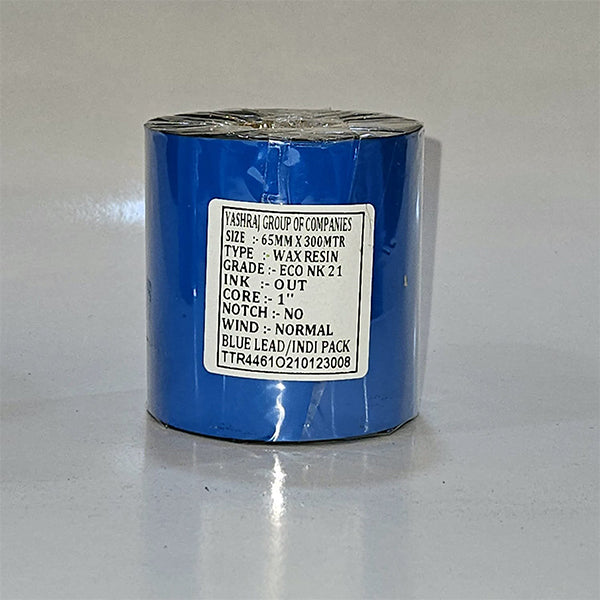 YASHRAJ GROUP OF COMPANIES
SIZE :- 65MM X 300MTR
TYPE :- WAX RESIN
GRADE :- ECO NK 21
INK :- OUT
CORE :- 1"
NOTCH :- NO
WIND :- NORMAL
BLUE LEAD/INDI PACK
TTR4461O210123008